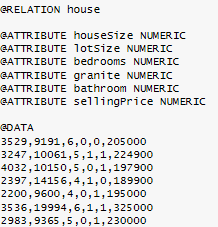 @RELATION house
@ATTRIBUTE houseSize NUMERIC
@ATTRIBUTE lotSize NUMERIC
@ATTRIBUTE bedrooms NUMERIC
@ATTRIBUTE granite NUMERIC
@ATTRIBUTE bathroom NUMERIC
@ATTRIBUTE sellingPrice NUMERIC
@DATA
3529,9191,6,0,0,205000
3247,10061,5,1,1,224900
4032,10150,5,0,1,197900
2397,14156,4,1,0,189900
2200,9600,4,0,1,195000
3536,19994,6,1,1,325000
2983,9365,5,0,1,230000